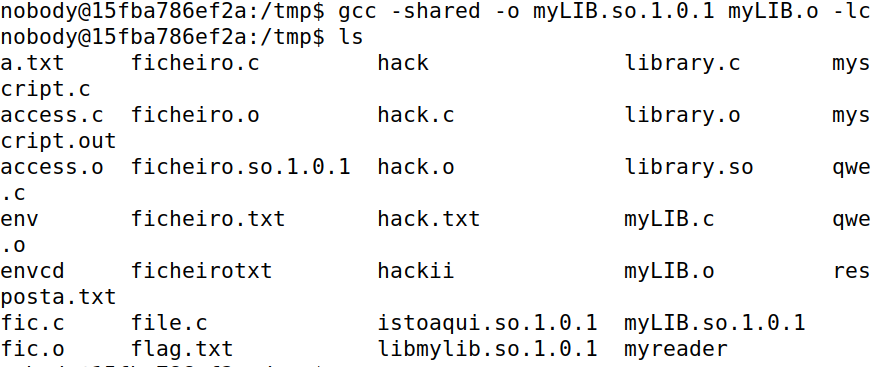 nobody@15fba786ef2a:/tmp$ gcc -shared -o myLIB.so.1.0.1 myLIB.o -lc
nobody@15fba786ef2a:/tmp$ ls
a.txt     ficheiro.c         hack               library.c       mys
cript.c
access.c  ficheiro.o         hack.c             library.o       mys
cript.out
access.o  ficheiro.so.1.0.1  hack.o             library.so      qwe
.c
env       ficheiro.txt       hack.txt           myLIB.c         qwe
.o
envcd     ficheirotxt        hackii             myLIB.o         res
posta.txt
fic.c     file.c             istoaqui.so.1.0.1  myLIB.so.1.0.1
fic.o     flag.txt           libmylib.so.1.0.1  myreader